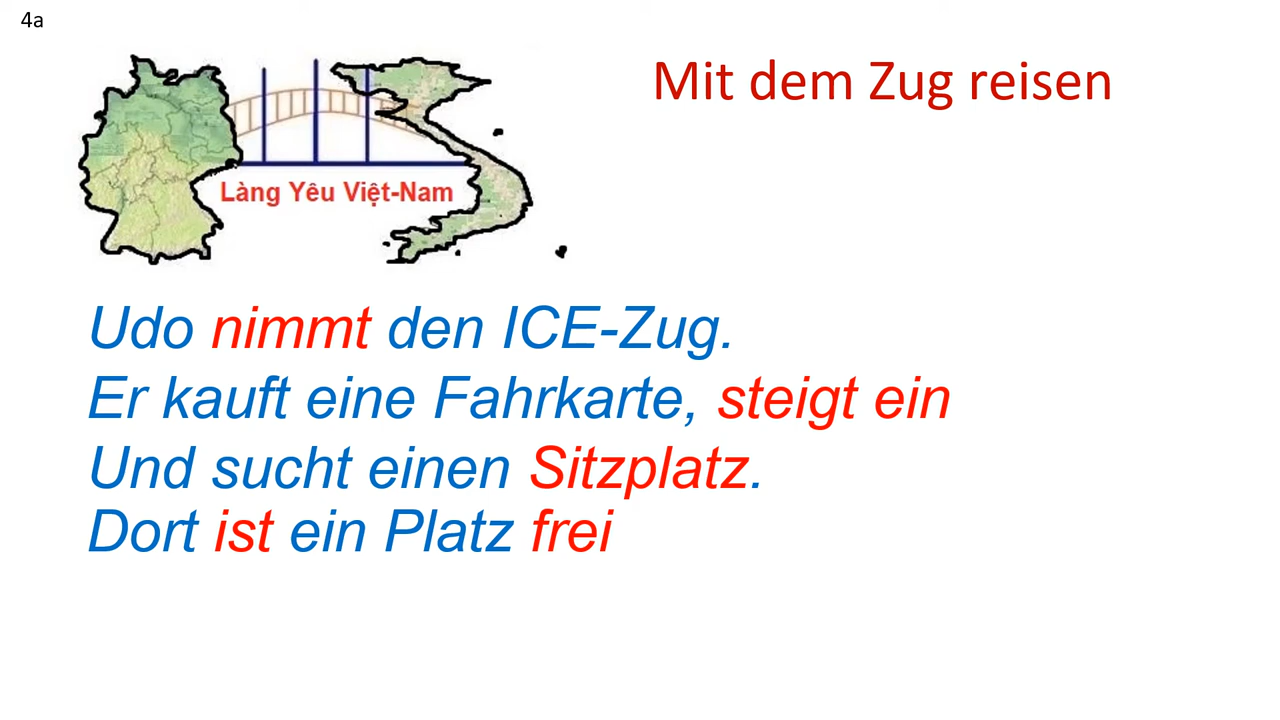 4a
Mit dem Zug reisen
Làng Yêu Việt-Nam
Udo nimmt den ICE-Zug.
Er kauft eine Fahrkarte, steigt ein
Und sucht einen Sitzplatz.
Dort ist ein Platz frei